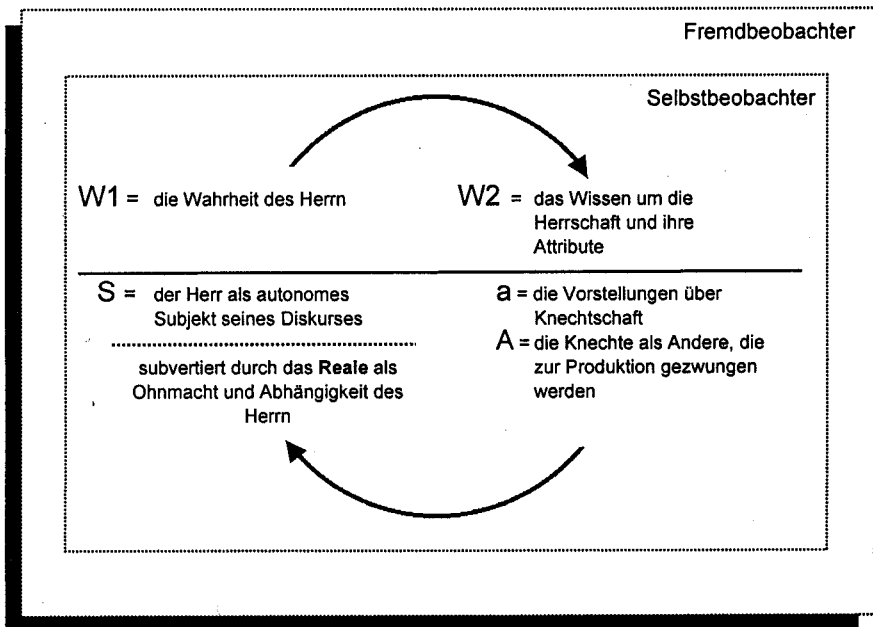 Fremdbeobachter
Selbstbeobachter
W1 = die Wahrheit des Herrn
W2 = das Wissen um die
Herrschaft und ihre
Attribute
S = der Herr als autonomes
Subjekt seines Diskurses
subvertiert durch das Reale als
Ohnmacht und Abhängigkeit des
Herrn
a = die Vorstellungen über
Knechtschaft
A = die Knechte als Andere, die
zur Produktion gezwungen
werden